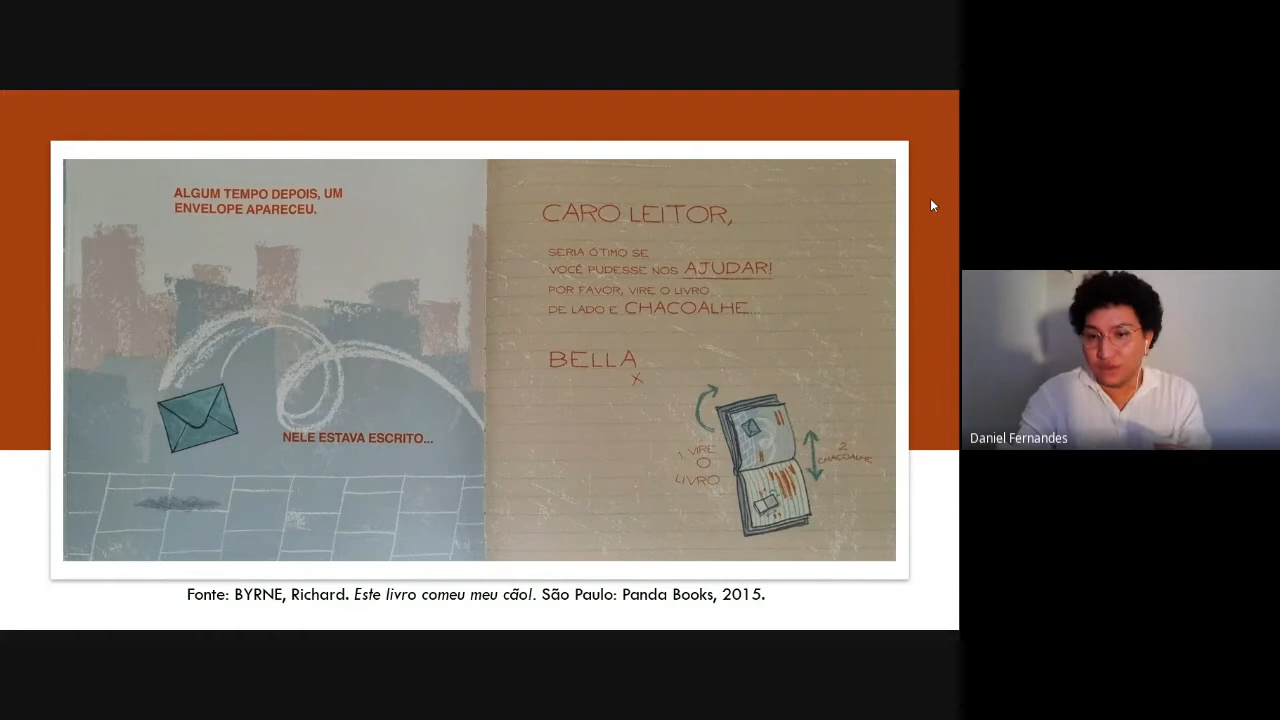 ALGUM TEMPO DEPOIS, UM
ENVELOPE APARECEU.
NELE ESTAVA ESCRITO...
CARO LEITOR,
SERIA ÓTIMO SE
VOCÊ PUDESSE NOS AJUDAR!
POR FAVOR, VIRE O LIVRO
DE LADO E CHACOALHE...
BELLA
X
1. VIRE
O
LIVRO
2.
CHACOALHE
Fonte: BYRNE, Richard. Este livro comeu meu cão!. São Paulo: Panda Books, 2015.
Daniel Fernandes